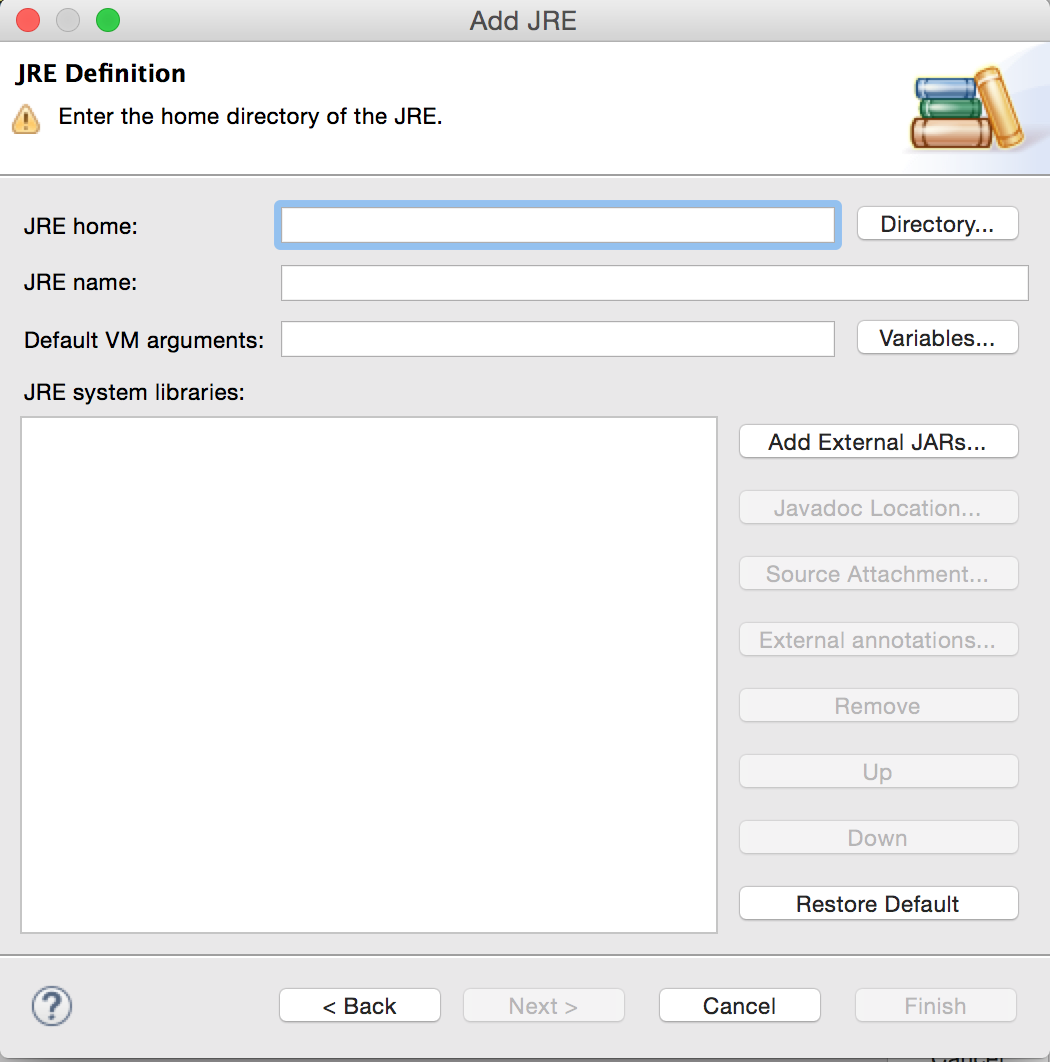 Add JRE
JRE Definition
Enter the home directory of the JRE.
JRE home:
Directory...
JRE name:
Default VM arguments:
Variables...
JRE system libraries:
Add External JARs...
Javadoc Location...
Source Attachment...
External annotations...
Remove
Up
Down
Restore Default
?
< Back
Next >
Cancel
Finish
Cancel